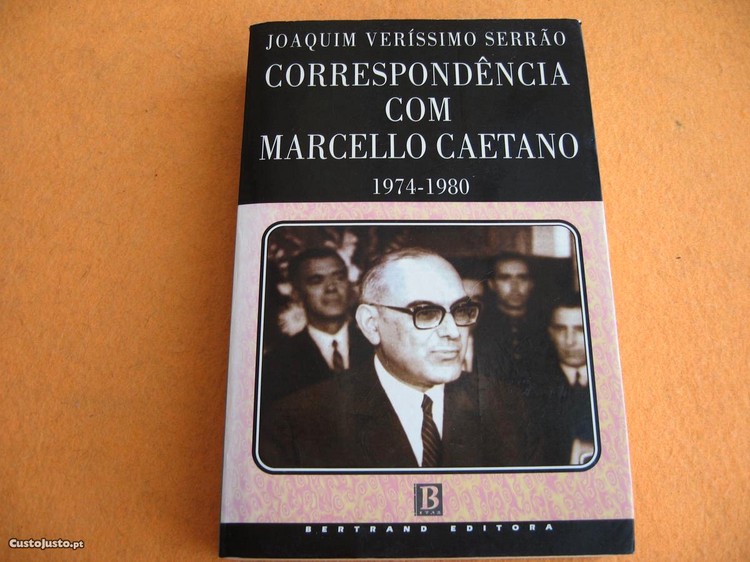 JOAQUIM VERÍSSIMO SERRÃO
CORRESPONDÊNCIA
COM
MARCELLO CAETANO
1974-1980
B
BERTRAND EDITORA
CustoJusto.pt